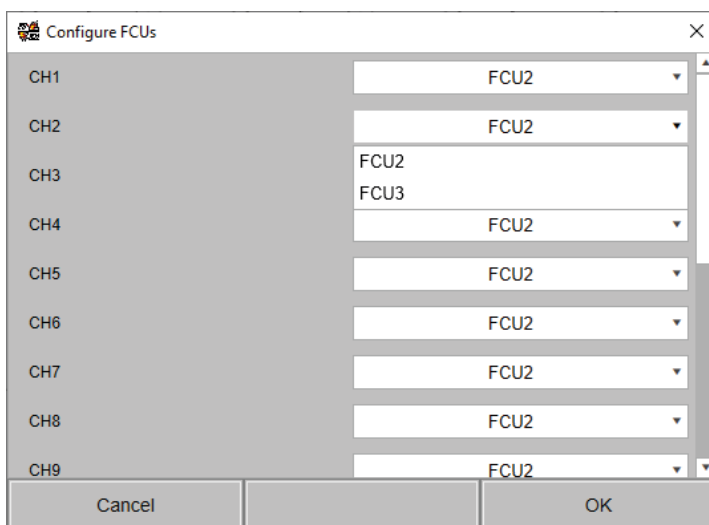 Configure FCUs
CH1 FCU2
CH2 FCU2
FCU2
CH3
FCU3
CH4 FCU2
CH5 FCU2
CH6 FCU2
CH7 FCU2
CH8 FCU2
CH9 FCU2
Cancel OK